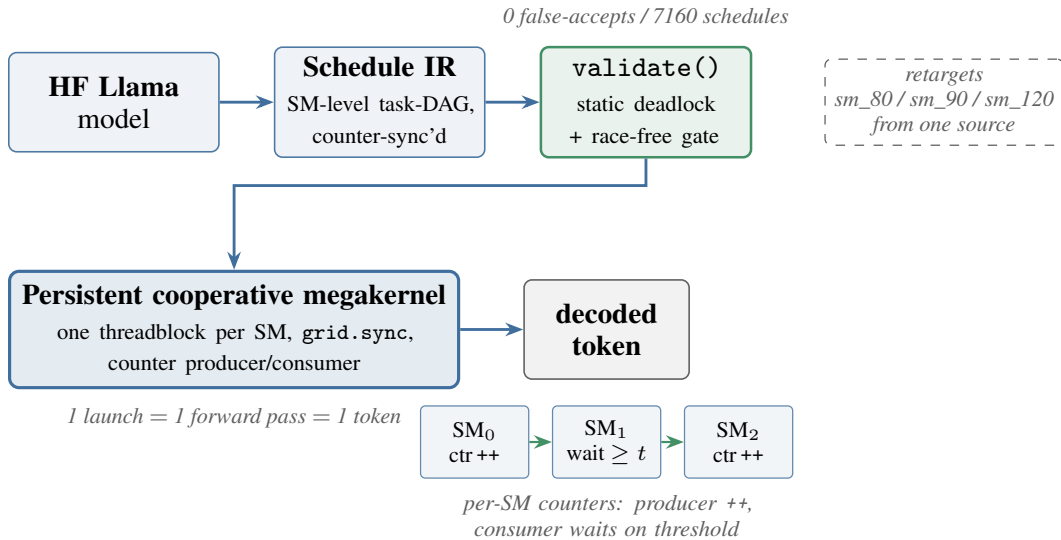 0 false-accepts / 7160 schedules
HF Llama
model
Schedule IR
SM-level task-DAG,
counter-sync'd
validate()
static deadlock
+ race-free gate
retargets
sm_80 / sm_90 / sm_120
from one source
Persistent cooperative megakernel
one threadblock per SM, grid.sync,
counter producer/consumer
decoded
token
1 launch = 1 forward pass = 1 token
SM₀
ctr ++
SM₁
wait ≥ t
SM₂
ctr ++
per-SM counters: producer ++,
consumer waits on threshold